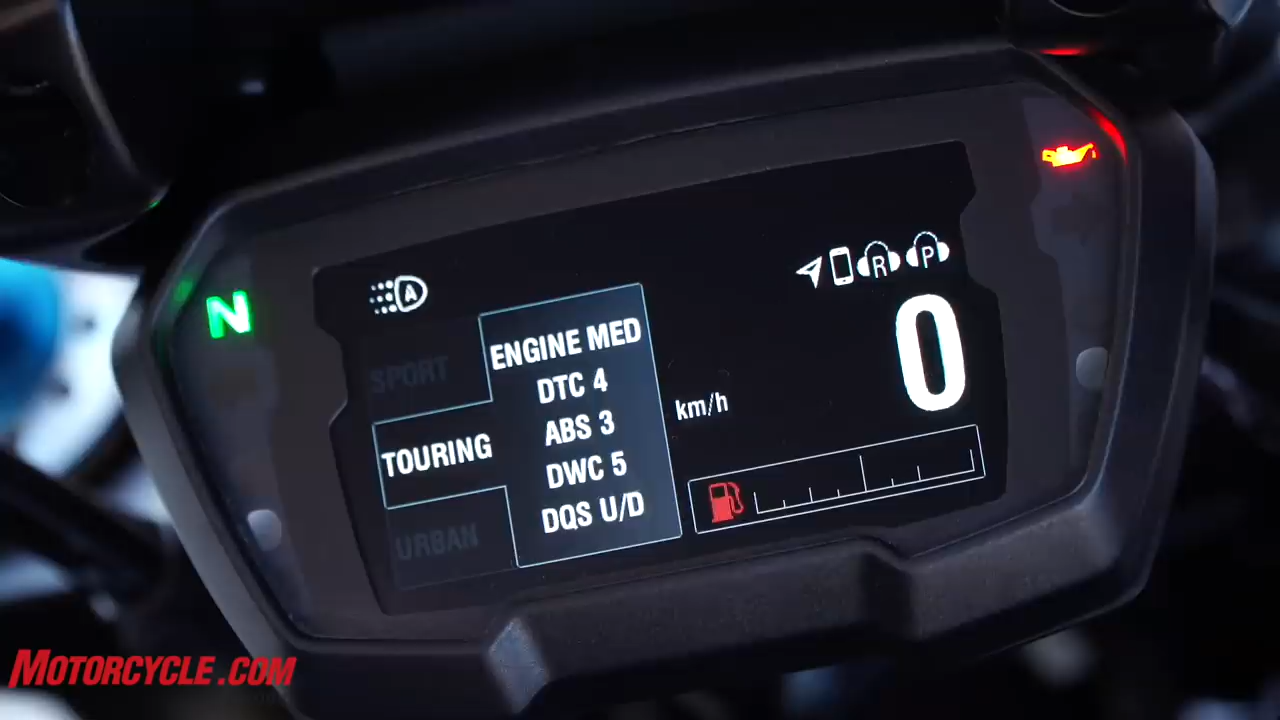 N
A
R
P
SPORT
TOURING
URBAN
ENGINE MED
DTC 4
ABS 3
DWC 5
DQS U/D
km/h
0
MOTORCYCLE.COM